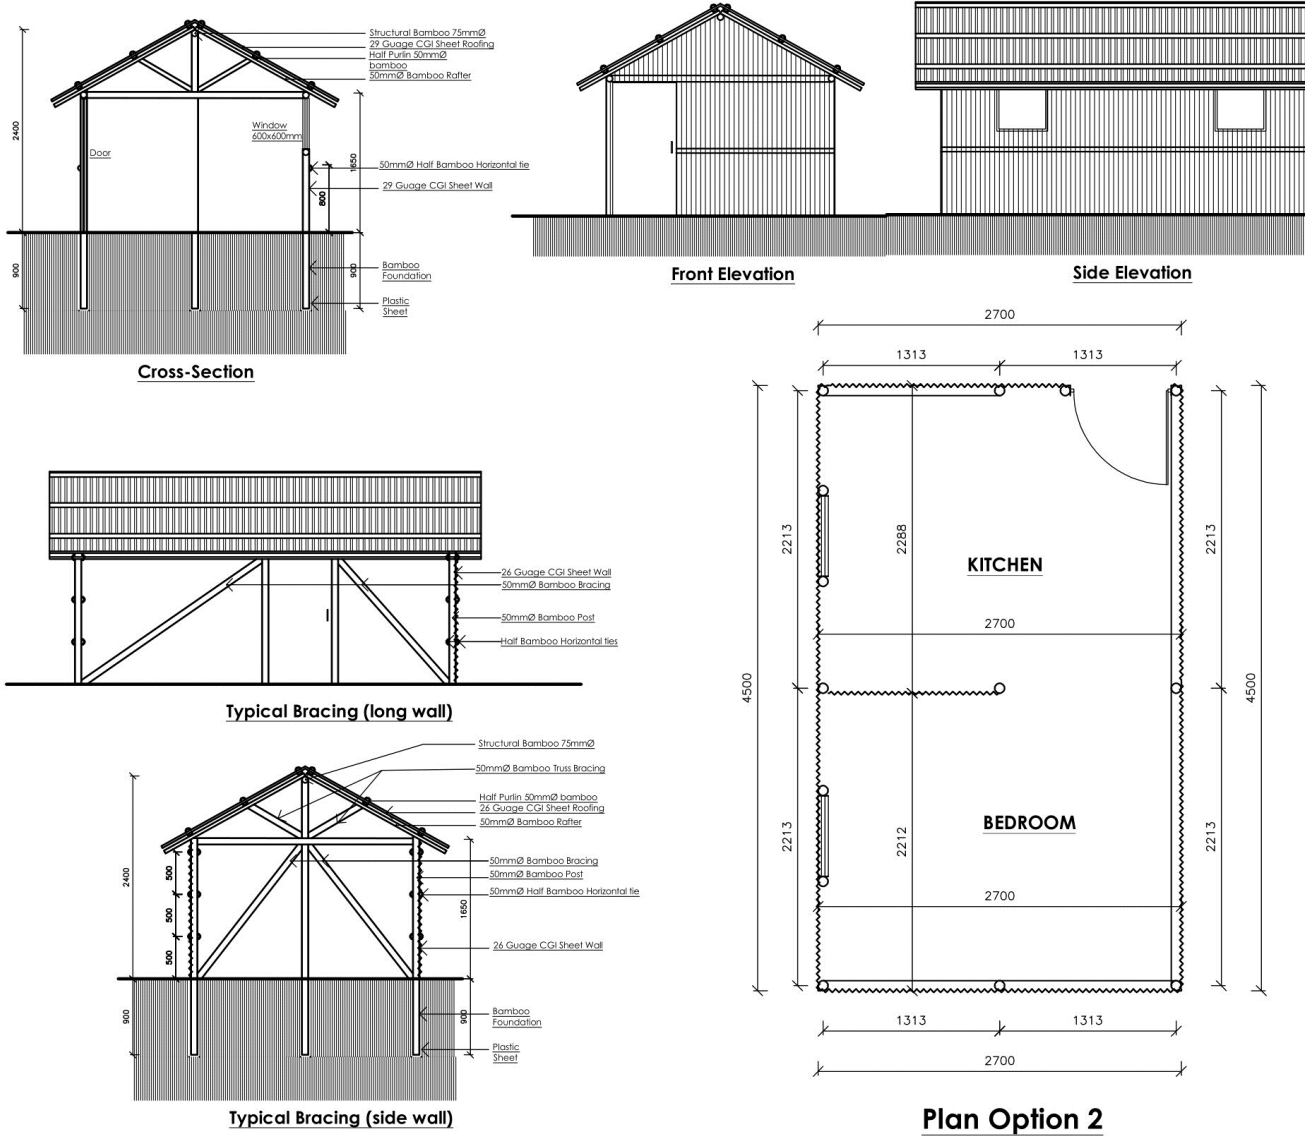 Structural Bamboo 75mmØ
29 Guage CGI Sheet Roofing
Half Purlin 50mmØ
bamboo
50mmØ Bamboo Rafter
2400
Window
600x600mm
Door
1650
50mmØ Half Bamboo Horizontal tie
29 Guage CGI Sheet Wall
800
900
900
Bamboo
Foundation
Plastic
Sheet
Cross-Section
Front Elevation
Side Elevation
26 Guage CGI Sheet Wall
50mmØ Bamboo Bracing
50mmØ Bamboo Post
Half Bamboo Horizontal ties
Typical Bracing (long wall)
Structural Bamboo 75mmØ
50mmØ Bamboo Truss Bracing
Half Purlin 50mmØ bamboo
26 Guage CGI Sheet Roofing
50mmØ Bamboo Rafter
50mmØ Bamboo Bracing
50mmØ Bamboo Post
50mmØ Half Bamboo Horizontal tie
2400
500
500
500
1650
26 Guage CGI Sheet Wall
900
900
Bamboo
Foundation
Plastic
Sheet
Typical Bracing (side wall)
2700
1313
1313
2213
2288
2213
KITCHEN
2700
4500
4500
BEDROOM
2213
2212
2213
2700
1313
1313
2700
Plan Option 2